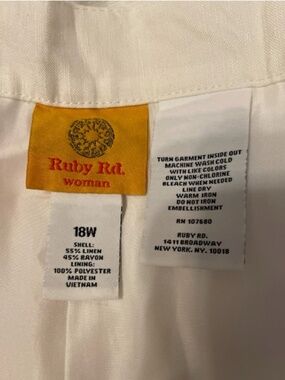 Ruby Rd.
woman
18W
SHELL:
55% LINEN
45% RAYON
LINING:
100% POLYESTER
MADE IN
VIETNAM
TURN GARMENT INSIDE OUT
MACHINE WASH COLD
WITH LIKE COLORS
ONLY NON-CHLORINE
BLEACH WHEN NEEDED
LINE DRY
WARM IRON
DO NOT IRON
EMBELLISHMENT
RN 107680
RUBY RD.
1411 BROADWAY
NEW YORK, NY. 10018